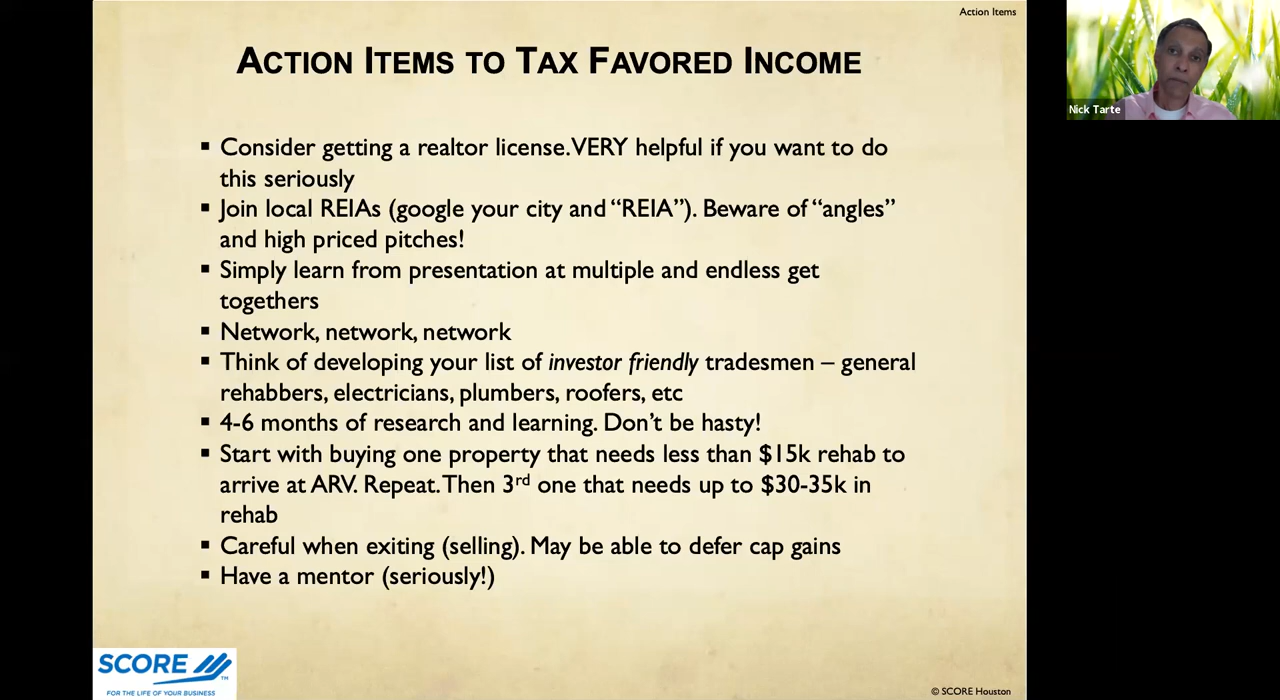 Action Items
ACTION ITEMS TO TAX FAVORED INCOME
▪ Consider getting a realtor license. VERY helpful if you want to do
this seriously
▪ Join local REIAs (google your city and “REIA”). Beware of “angles”
and high priced pitches!
▪ Simply learn from presentation at multiple and endless get
togethers
▪ Network, network, network
▪ Think of developing your list of investor friendly tradesmen – general
rehabbers, electricians, plumbers, roofers, etc
▪ 4-6 months of research and learning. Don’t be hasty!
▪ Start with buying one property that needs less than $15k rehab to
arrive at ARV. Repeat. Then 3rd one that needs up to $30-35k in
rehab
▪ Careful when exiting (selling). May be able to defer cap gains
▪ Have a mentor (seriously!)
SCORE TM
FOR THE LIFE OF YOUR BUSINESS
© SCORE Houston
Nick Tarte